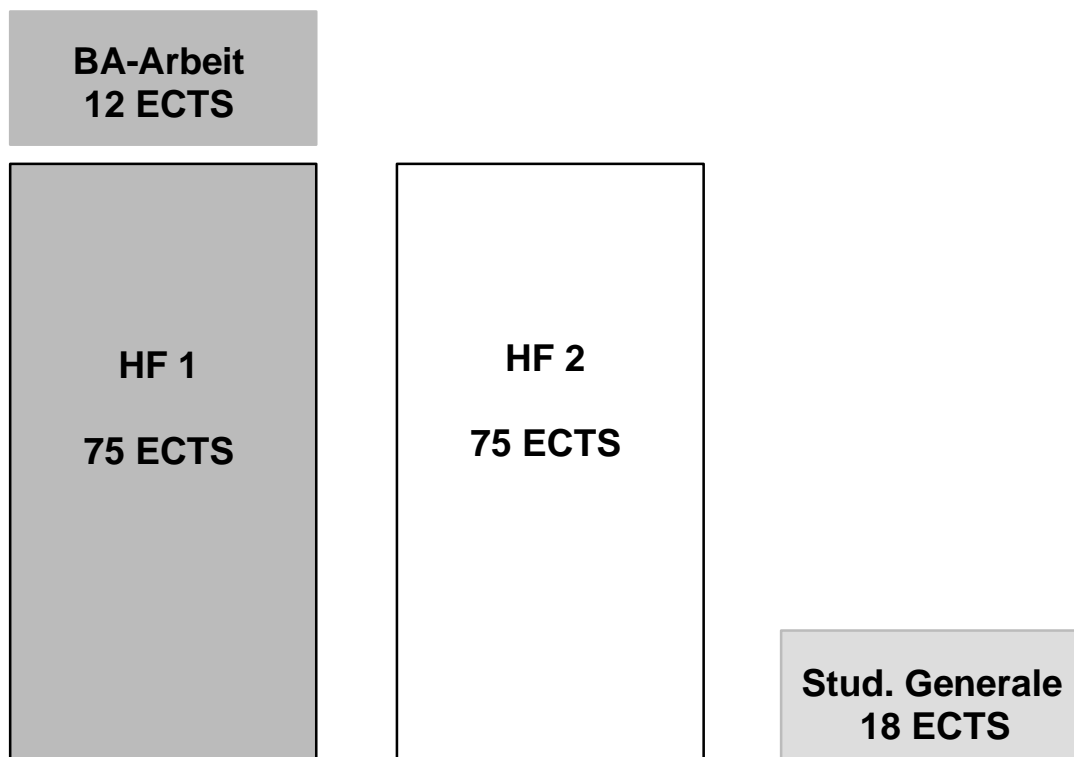 BA-Arbeit
12 ECTS
HF 1
75 ECTS
HF 2
75 ECTS
Stud. Generale
18 ECTS